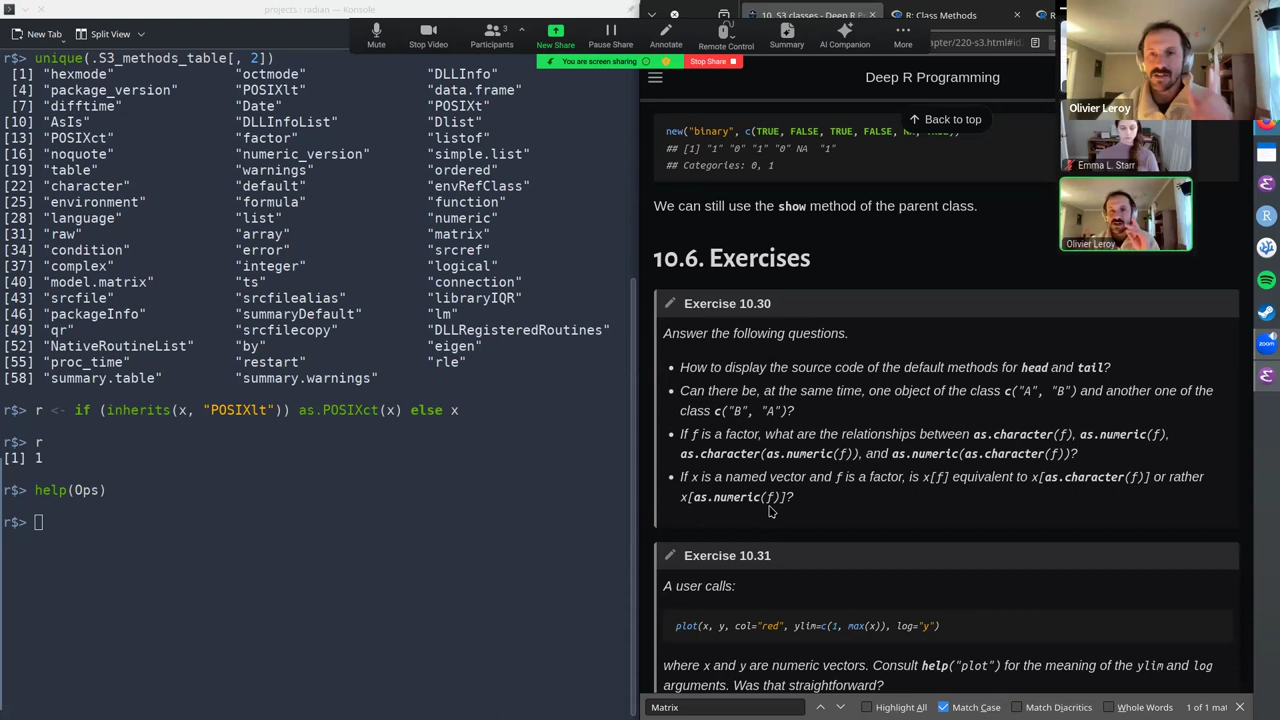 projects : radian — Konsole
New Tab
Split View
r$> unique(.S3_methods_table[, 2])
[1] "hexmode" "octmode" "DLLInfo"
[4] "package_version" "POSIXlt" "data.frame"
[7] "difftime" "Date" "POSIXt"
[10] "AsIs" "DLLInfoList" "Dlist"
[13] "POSIXct" "factor" "listof"
[16] "noquote" "numeric_version" "simple.list"
[19] "table" "warnings" "ordered"
[22] "character" "default" "envRefClass"
[25] "environment" "formula" "function"
[28] "language" "list" "numeric"
[31] "raw" "array" "matrix"
[34] "condition" "error" "srcref"
[37] "complex" "integer" "logical"
[40] "model.matrix" "ts" "connection"
[43] "srcfile" "srcfilealias" "libraryIQR"
[46] "packageInfo" "summaryDefault" "lm"
[49] "qr" "srcfilecopy" "DLLRegisteredRoutines"
[52] "NativeRoutineList" "by" "eigen"
[55] "proc_time" "restart" "rle"
[58] "summary.table" "summary.warnings"
r$> r <- if (inherits(x, "POSIXlt")) as.POSIXct(x) else x
r$> r
[1] 1
r$> help(Ops)
r$>
Mute
Stop Video
Participants
3
New Share
Pause Share
Annotate
Remote Control
Summary
AI Companion
More
You are screen sharing
Stop Share
10. S3 classes - Deep R Pro
R: Class Methods
apter/220-s3.html#id
Deep R Programming
Back to top
new("binary", c(TRUE, FALSE, TRUE, FALSE,
## [1] "1" "0" "1" "0" NA "1"
## Categories: 0, 1
We can still use the show method of the parent class.
10.6. Exercises
Exercise 10.30
Answer the following questions.
• How to display the source code of the default methods for head and tail?
• Can there be, at the same time, one object of the class c("A", "B") and another one of the
class c("B", "A")?
• If f is a factor, what are the relationships between as.character(f), as.numeric(f),
as.character(as.numeric(f)), and as.numeric(as.character(f))?
• If x is a named vector and f is a factor, is x[f] equivalent to x[as.character(f)] or rather
x[as.numeric(f)]?
Exercise 10.31
A user calls:
plot(x, y, col="red", ylim=c(1, max(x)), log="y")
where x and y are numeric vectors. Consult help("plot") for the meaning of the ylim and log
arguments. Was that straightforward?
Matrix
Highlight All
Match Case
Match Diacritics
Whole Words
1 of 1 mat
Olivier Leroy
Emma L. Starr
Olivier Leroy
zoom